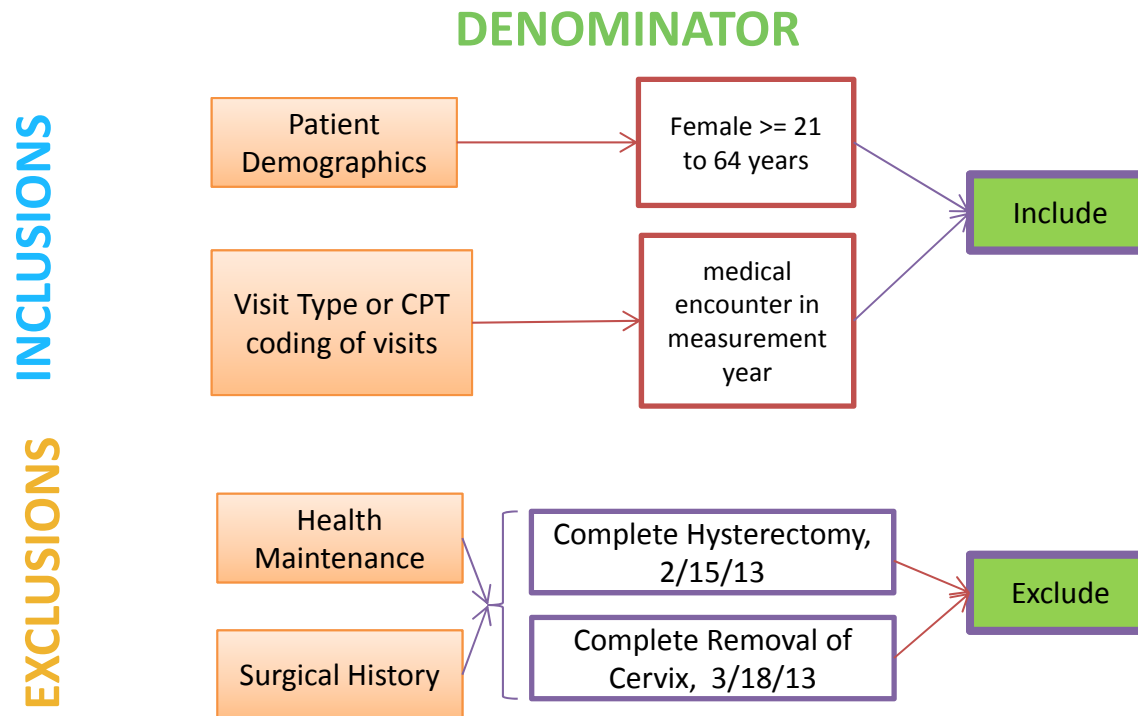 DENOMINATOR
INCLUSIONS
Patient
Demographics
Female >= 21
to 64 years
Include
Visit Type or CPT
coding of visits
medical
encounter in
measurement
year
EXCLUSIONS
Health
Maintenance
Complete Hysterectomy,
2/15/13
Exclude
Surgical History
Complete Removal of
Cervix, 3/18/13